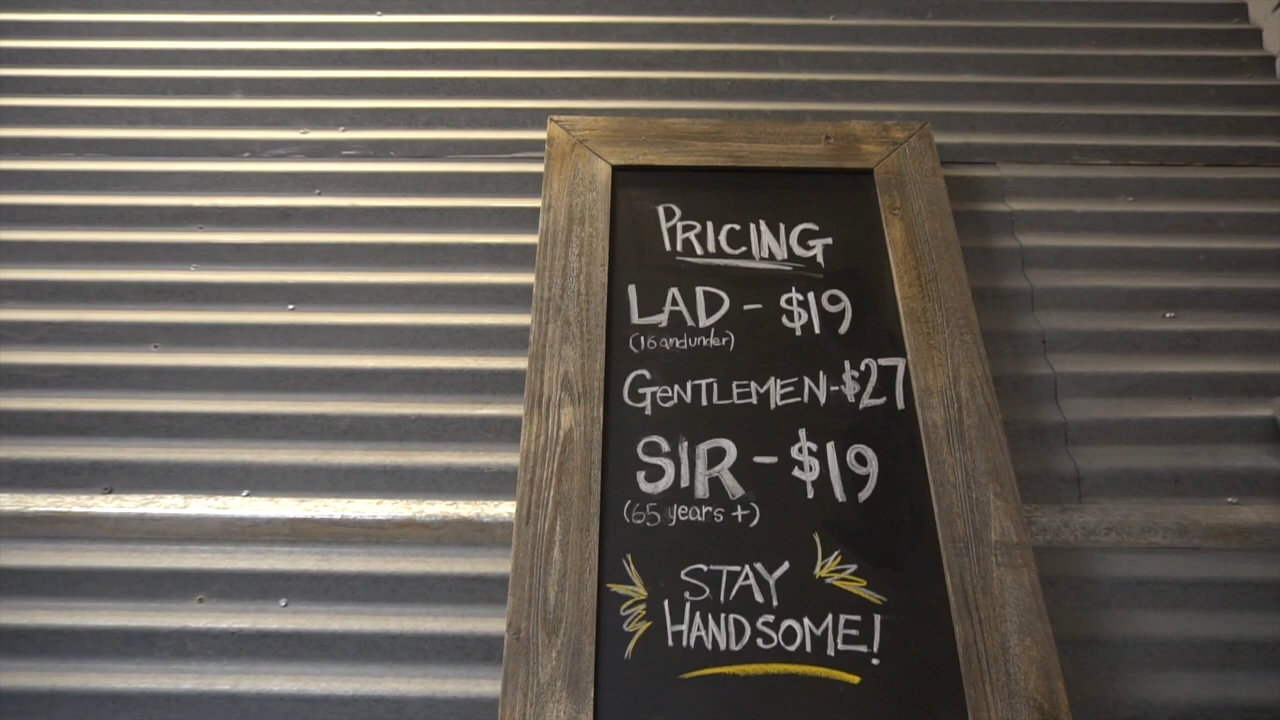 PRICING
LAD - $19
(16 and under)
GENTLEMEN - $27
SIR - $19
(65 years +)
STAY
HANDSOME!